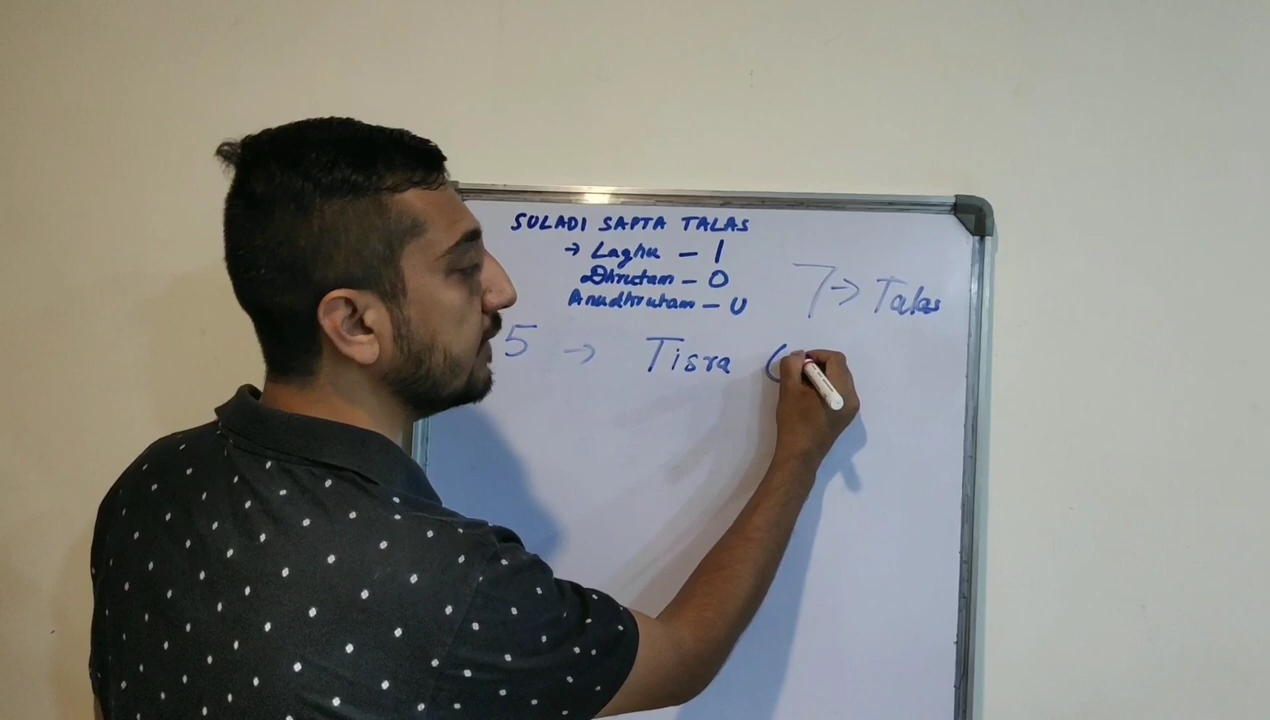 SULADI SAPTA TALAS
→ Laghu – 1
Dhrutam – O
Anudhrutam – U
7 → Talas
5 → Tisra (